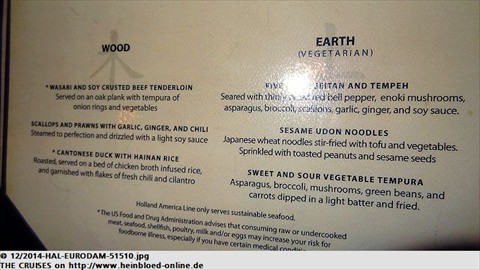 WOOD
* WASABI AND SOY CRUSTED BEEF TENDERLOIN
Served on an oak plank with tempura of
onion rings and vegetables
SCALLOPS AND PRAWNS WITH GARLIC, GINGER, AND CHILI
Steamed to perfection and drizzled with a light soy sauce
* CANTONESE DUCK WITH HAINAN RICE
Roasted, served on a bed of chicken broth infused rice,
and garnished with flakes of fresh chili and cilantro
EARTH
(VEGETARIAN)
SEITAN AND TEMPEH
Seared with red bell pepper, enoki mushrooms,
asparagus, broccoli, scallions, garlic, ginger, and soy sauce.
SESAME UDON NOODLES
Japanese wheat noodles stir-fried with tofu and vegetables.
Sprinkled with toasted peanuts and sesame seeds
SWEET AND SOUR VEGETABLE TEMPURA
Asparagus, broccoli, mushrooms, green beans, and
carrots dipped in a light batter and fried.
Holland America Line only serves sustainable seafood.
*The US Food and Drug Administration advises that consuming raw or undercooked
meat, seafood, shellfish, poultry, milk and/or eggs may increase your risk for
foodborne illness, especially if you have certain medical conditions.
© 12/2014-HAL-EURODAM-51510.jpg
THE CRUISES on http://www.heinbloed-online.de